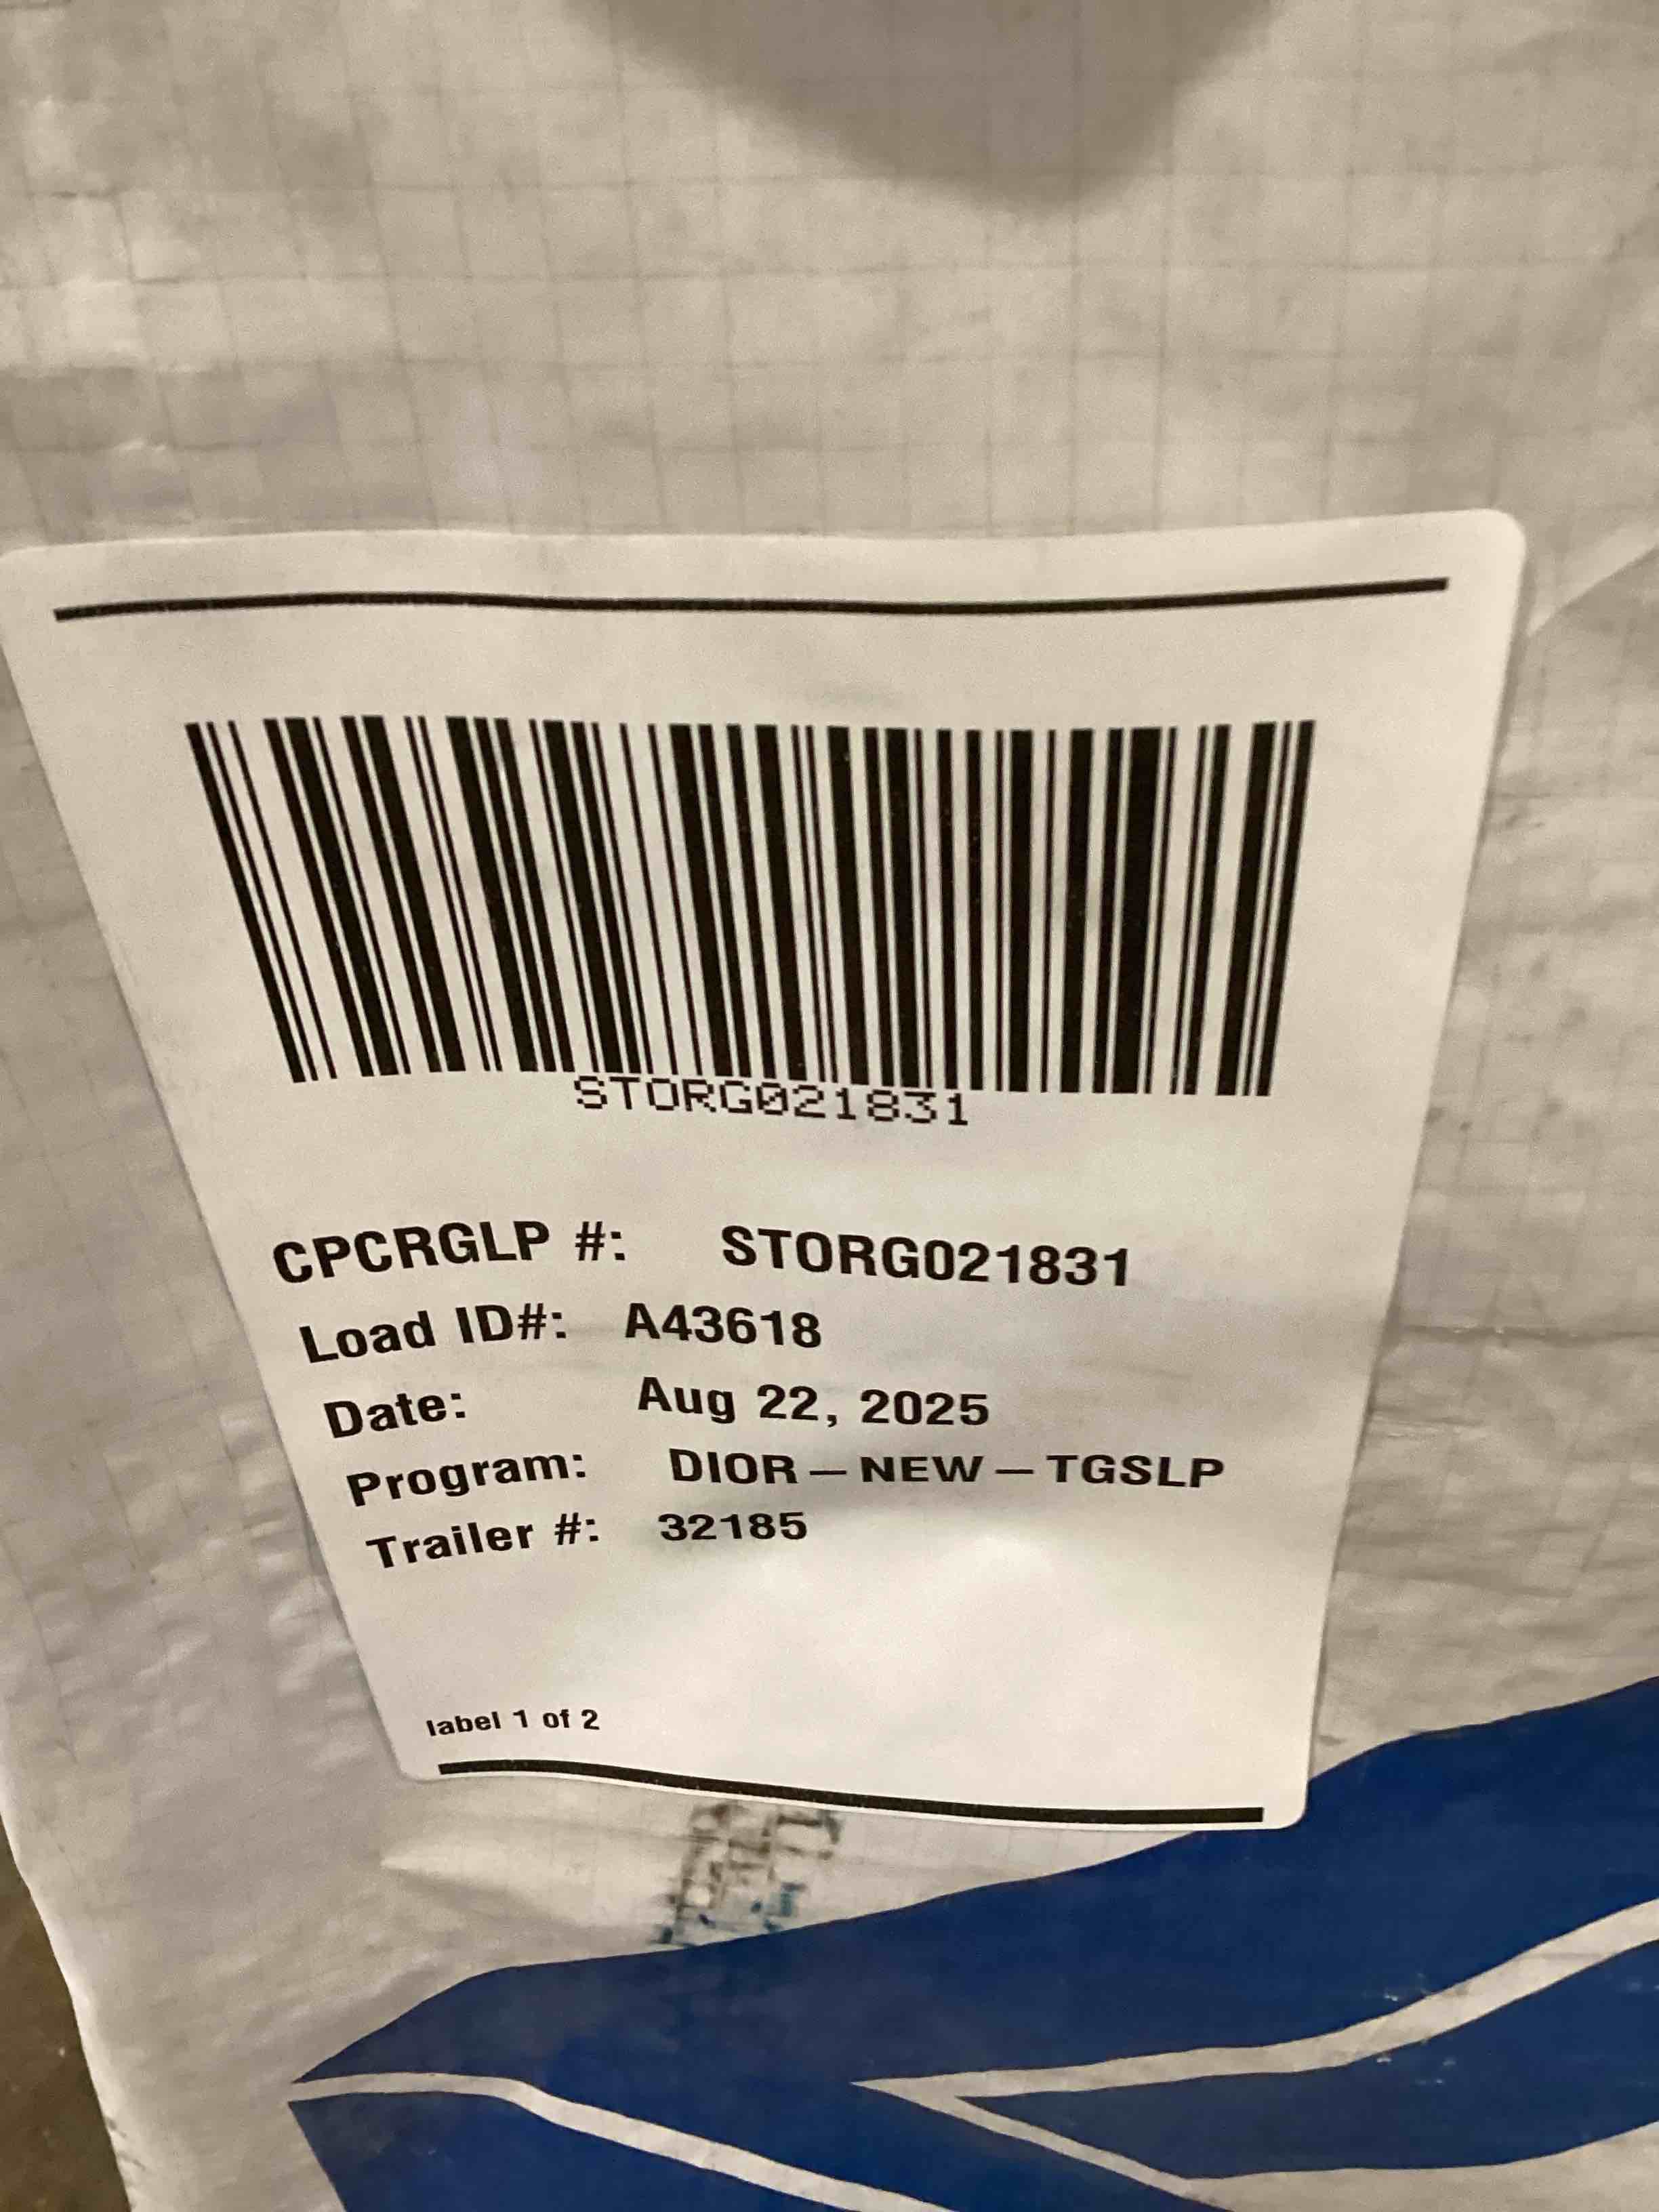 STORG021831
CPCRGLP #: STORG021831
Load ID#: A43618
Date: Aug 22, 2025
Program: DIOR-NEW-TGSLP
Trailer #: 32185
label 1 of 2